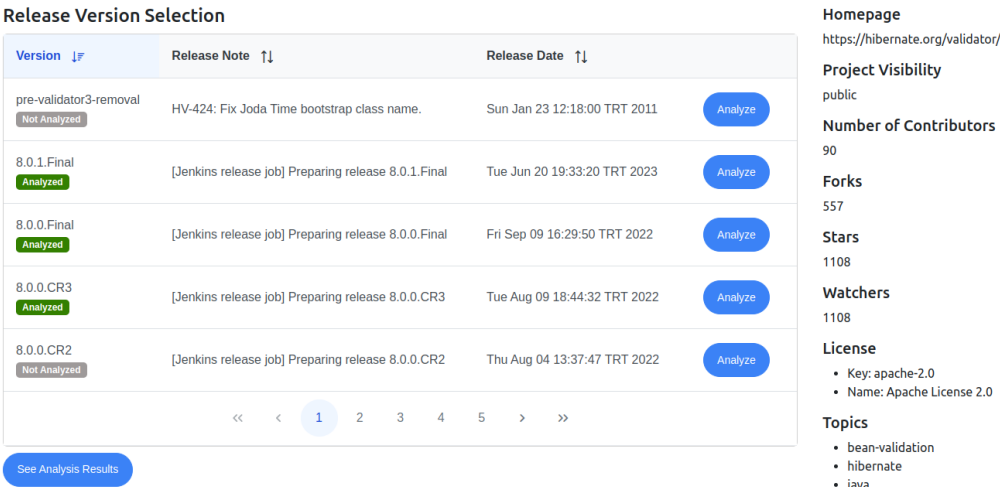 Release Version Selection
Version Release Note Release Date
pre-validator3-removal
Not Analyzed
HV-424: Fix Joda Time bootstrap class name. Sun Jan 23 12:18:00 TRT 2011 Analyze
8.0.1.Final
Analyzed
[Jenkins release job] Preparing release 8.0.1.Final Tue Jun 20 19:33:20 TRT 2023 Analyze
8.0.0.Final
Analyzed
[Jenkins release job] Preparing release 8.0.0.Final Fri Sep 09 16:29:50 TRT 2022 Analyze
8.0.0.CR3
Analyzed
[Jenkins release job] Preparing release 8.0.0.CR3 Tue Aug 09 18:44:32 TRT 2022 Analyze
8.0.0.CR2
Not Analyzed
[Jenkins release job] Preparing release 8.0.0.CR2 Thu Aug 04 13:37:47 TRT 2022 Analyze
« ‹ 1 2 3 4 5 › »
See Analysis Results
Homepage
https://hibernate.org/validator/
Project Visibility
public
Number of Contributors
90
Forks
557
Stars
1108
Watchers
1108
License
• Key: apache-2.0
• Name: Apache License 2.0
Topics
• bean-validation
• hibernate
• java